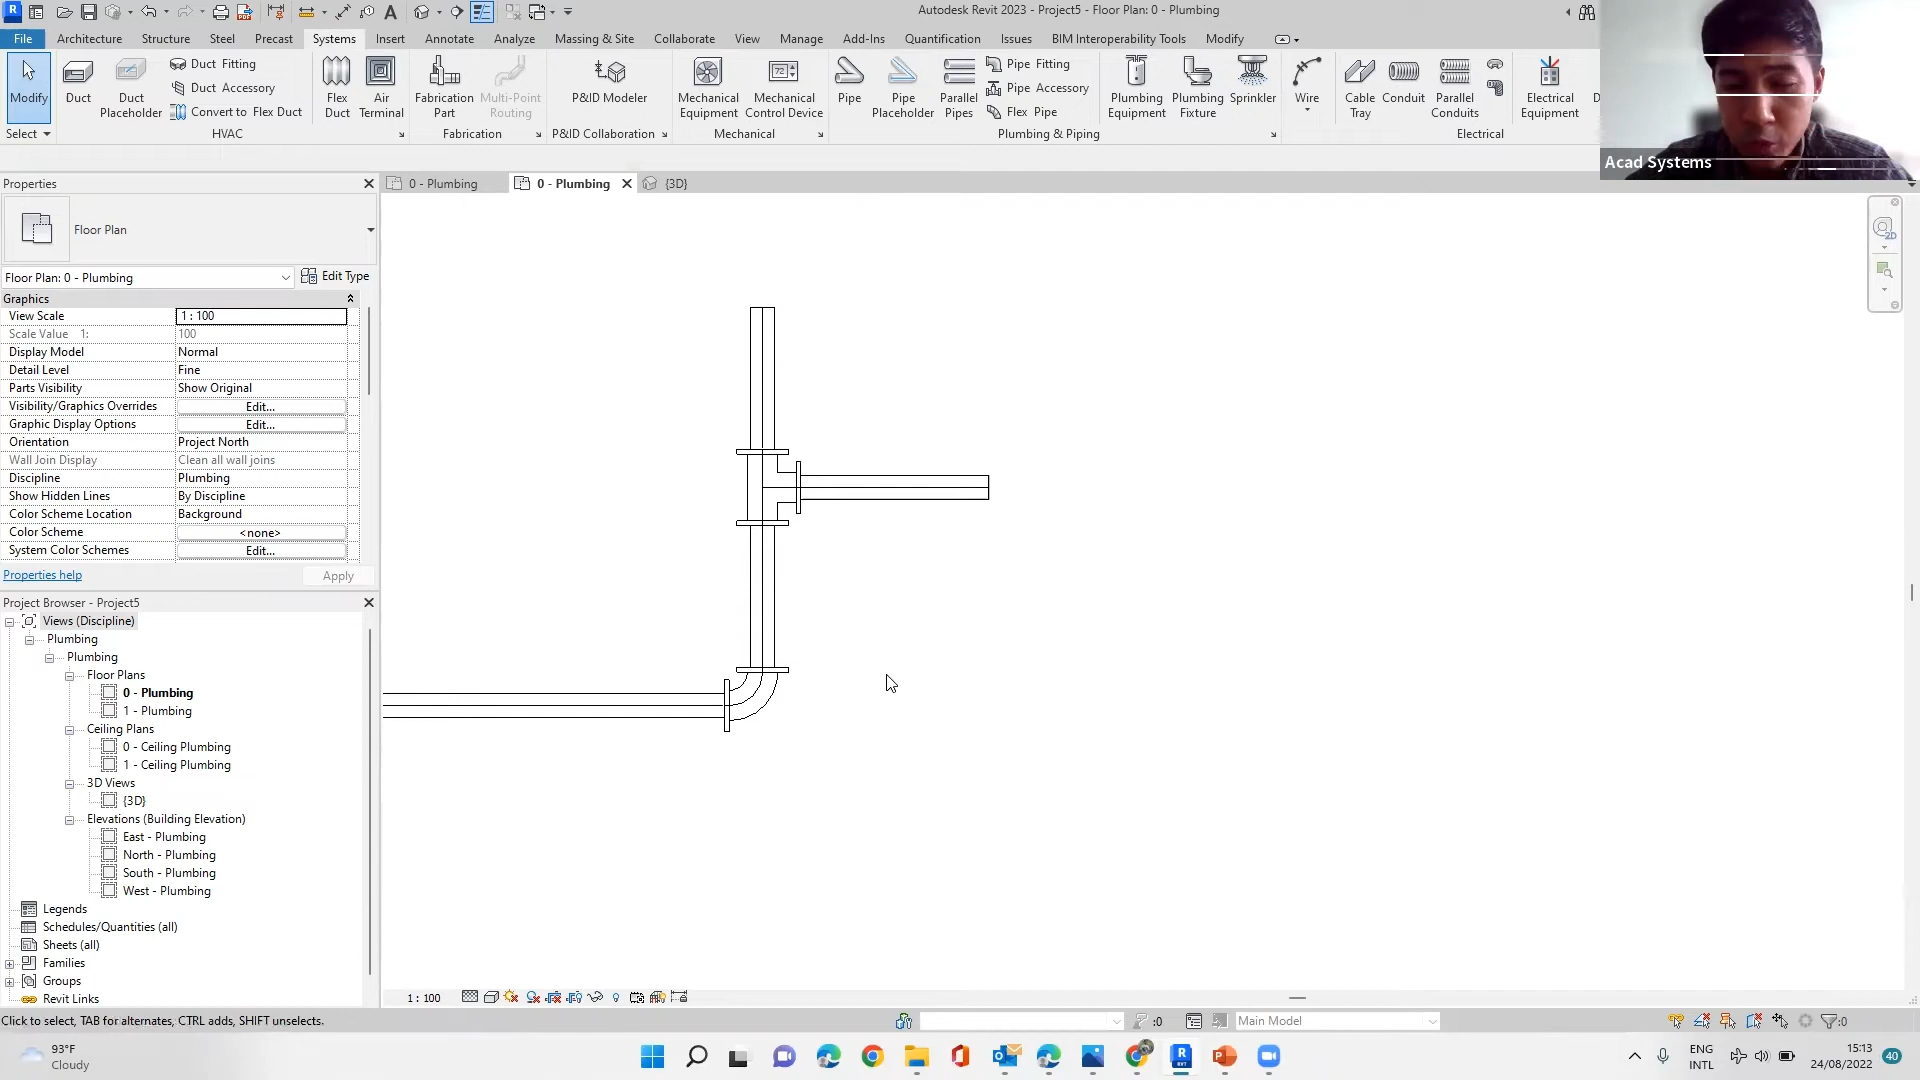 Autodesk Revit 2023 - Project5 - Floor Plan: 0 - Plumbing
File Architecture Structure Steel Precast Systems Insert Annotate Analyze Massing & Site Collaborate View Manage Add-Ins Quantification Issues BIM Interoperability Tools Modify
Modify
Select
Duct
Duct Placeholder
Duct Fitting
Duct Accessory
Convert to Flex Duct
HVAC
Flex Duct
Air Terminal
Fabrication Part
Multi-Point Routing
Fabrication
P&ID Modeler
P&ID Collaboration
Mechanical Equipment
Mechanical Control Device
Mechanical
Pipe
Pipe Placeholder
Parallel Pipes
Pipe Fitting
Pipe Accessory
Flex Pipe
Plumbing Equipment
Plumbing Fixture
Sprinkler
Plumbing & Piping
Wire
Cable Tray
Conduit
Parallel Conduits
Electrical Equipment
D
Electrical
Acad Systems
Properties
0 - Plumbing
0 - Plumbing
{3D}
Floor Plan
Floor Plan: 0 - Plumbing
Edit Type
Graphics
View Scale 1 : 100
Scale Value 1: 100
Display Model Normal
Detail Level Fine
Parts Visibility Show Original
Visibility/Graphics Overrides Edit...
Graphic Display Options Edit...
Orientation Project North
Wall Join Display Clean all wall joins
Discipline Plumbing
Show Hidden Lines By Discipline
Color Scheme Location Background
Color Scheme <none>
System Color Schemes Edit...
Properties help
Apply
Project Browser - Project5
Views (Discipline)
Plumbing
Plumbing
Floor Plans
0 - Plumbing
1 - Plumbing
Ceiling Plans
0 - Ceiling Plumbing
1 - Ceiling Plumbing
3D Views
{3D}
Elevations (Building Elevation)
East - Plumbing
North - Plumbing
South - Plumbing
West - Plumbing
Legends
Schedules/Quantities (all)
Sheets (all)
Families
Groups
Revit Links
1 : 100
Click to select, TAB for alternates, CTRL adds, SHIFT unselects.
:0
Main Model
:0
93°F
Cloudy
ENG
INTL
15:13
24/08/2022
40